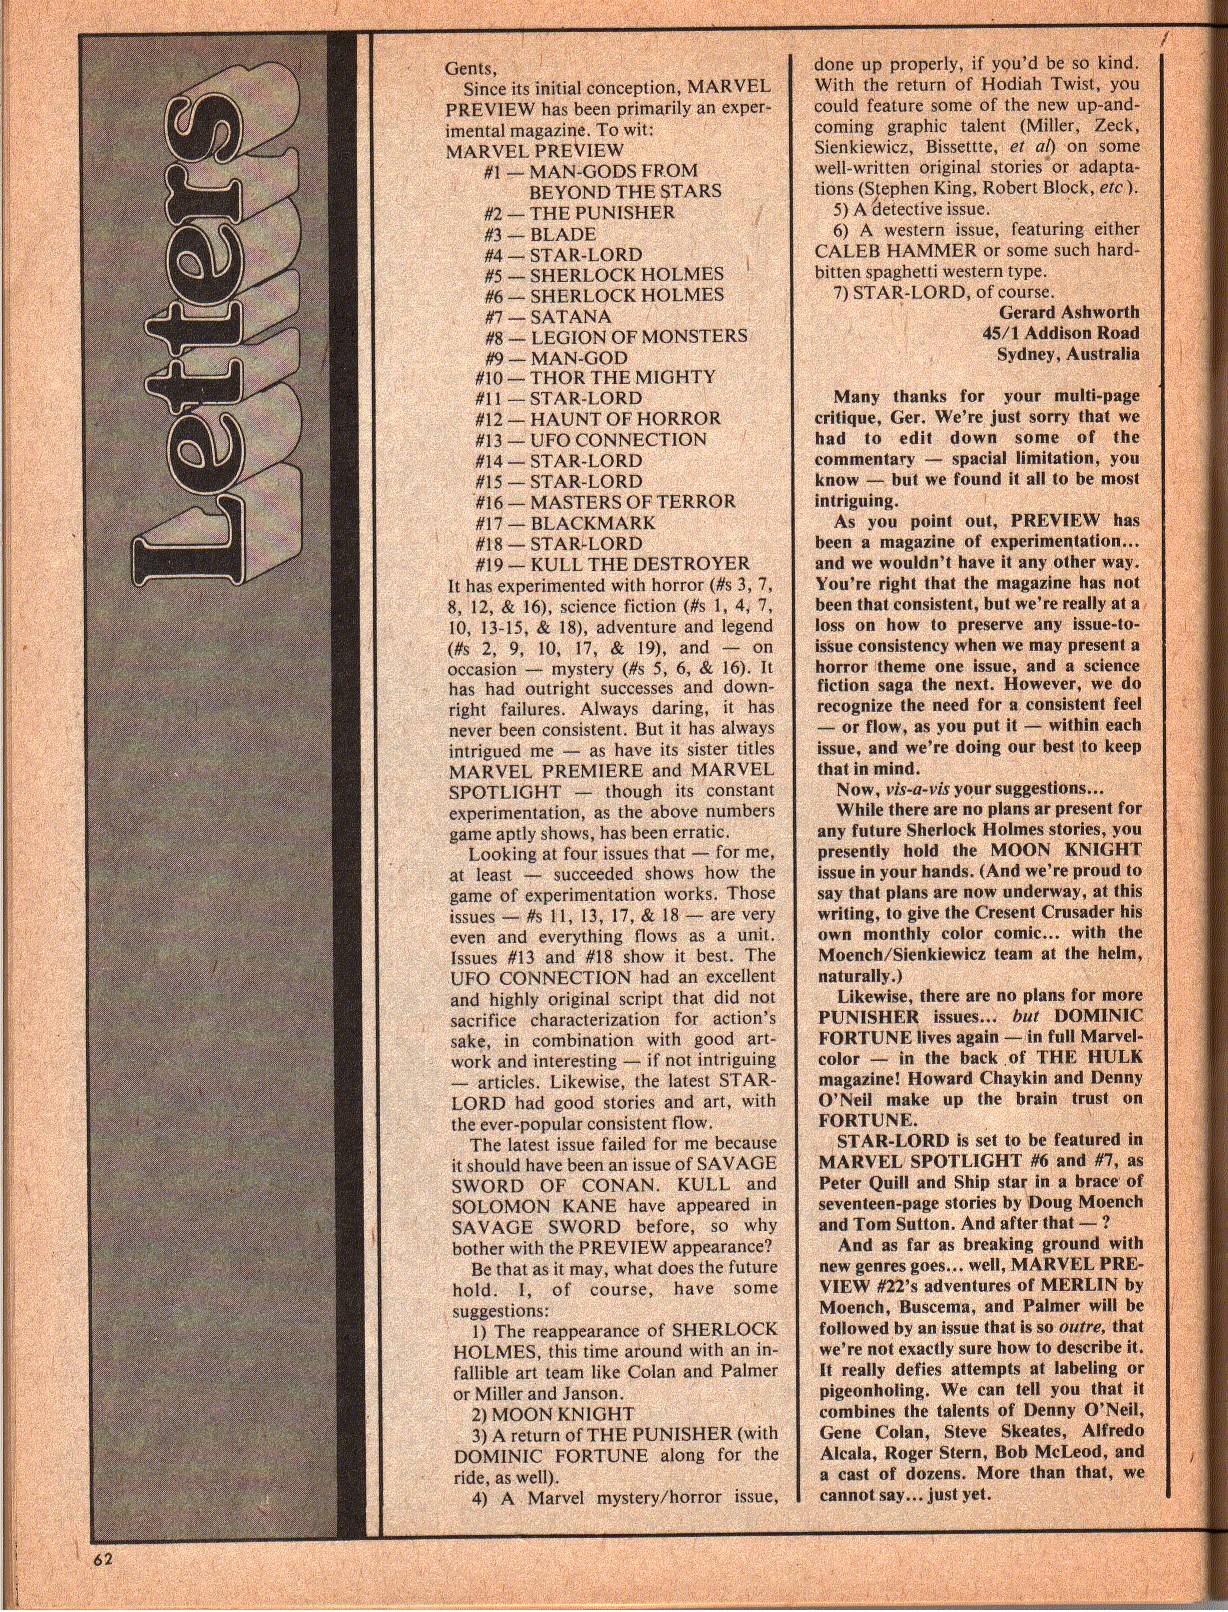 Letters
Gents,
Since its initial conception, MARVEL
PREVIEW has been primarily an exper-
imental magazine. To wit:
MARVEL PREVIEW
#1 — MAN-GODS FROM
BEYOND THE STARS
#2 — THE PUNISHER
#3 — BLADE
#4 — STAR-LORD
#5 — SHERLOCK HOLMES
#6 — SHERLOCK HOLMES
#7 — SATANA
#8 — LEGION OF MONSTERS
#9 — MAN-GOD
#10 — THOR THE MIGHTY
#11 — STAR-LORD
#12 — HAUNT OF HORROR
#13 — UFO CONNECTION
#14 — STAR-LORD
#15 — STAR-LORD
#16 — MASTERS OF TERROR
#17 — BLACKMARK
#18 — STAR-LORD
#19 — KULL THE DESTROYER
It has experimented with horror (#s 3, 7,
8, 12, & 16), science fiction (#s 1, 4, 7,
10, 13-15, & 18), adventure and legend
(#s 2, 9, 10, 17, & 19), and — on
occasion — mystery (#s 5, 6, & 16). It
has had outright successes and down-
right failures. Always daring, it has
never been consistent. But it has always
intrigued me — as have its sister titles
MARVEL PREMIERE and MARVEL
SPOTLIGHT — though its constant
experimentation, as the above numbers
game aptly shows, has been erratic.
Looking at four issues that — for me,
at least — succeeded shows how the
game of experimentation works. Those
issues — #s 11, 13, 17, & 18 — are very
even and everything flows as a unit.
Issues #13 and #18 show it best. The
UFO CONNECTION had an excellent
and highly original script that did not
sacrifice characterization for action's
sake, in combination with good art-
work and interesting — if not intriguing
— articles. Likewise, the latest STAR-
LORD had good stories and art, with
the ever-popular consistent flow.
The latest issue failed for me because
it should have been an issue of SAVAGE
SWORD OF CONAN. KULL and
SOLOMON KANE have appeared in
SAVAGE SWORD before, so why
bother with the PREVIEW appearance?
Be that as it may, what does the future
hold. I, of course, have some
suggestions:
1) The reappearance of SHERLOCK
HOLMES, this time around with an in-
fallible art team like Colan and Palmer
or Miller and Janson.
2) MOON KNIGHT
3) A return of THE PUNISHER (with
DOMINIC FORTUNE along for the
ride, as well).
4) A Marvel mystery/horror issue,
done up properly, if you'd be so kind.
With the return of Hodiah Twist, you
could feature some of the new up-and-
coming graphic talent (Miller, Zeck,
Sienkiewicz, Bissettte, et al) on some
well-written original stories or adapta-
tions (Stephen King, Robert Block, etc).
5) A detective issue.
6) A western issue, featuring either
CALEB HAMMER or some such hard-
bitten spaghetti western type.
7) STAR-LORD, of course.
Gerard Ashworth
45/1 Addison Road
Sydney, Australia
Many thanks for your multi-page
critique, Ger. We're just sorry that we
had to edit down some of the
commentary — spacial limitation, you
know — but we found it all to be most
intriguing.
As you point out, PREVIEW has
been a magazine of experimentation...
and we wouldn't have it any other way.
You're right that the magazine has not
been that consistent, but we're really at a
loss on how to preserve any issue-to-
issue consistency when we may present a
horror theme one issue, and a science
fiction saga the next. However, we do
recognize the need for a consistent feel
— or flow, as you put it — within each
issue, and we're doing our best to keep
that in mind.
Now, vis-a-vis your suggestions...
While there are no plans ar present for
any future Sherlock Holmes stories, you
presently hold the MOON KNIGHT
issue in your hands. (And we're proud to
say that plans are now underway, at this
writing, to give the Cresent Crusader his
own monthly color comic... with the
Moench/Sienkiewicz team at the helm,
naturally.)
Likewise, there are no plans for more
PUNISHER issues... but DOMINIC
FORTUNE lives again — in full Marvel-
color — in the back of THE HULK
magazine! Howard Chaykin and Denny
O'Neil make up the brain trust on
FORTUNE.
STAR-LORD is set to be featured in
MARVEL SPOTLIGHT #6 and #7, as
Peter Quill and Ship star in a brace of
seventeen-page stories by Doug Moench
and Tom Sutton. And after that — ?
And as far as breaking ground with
new genres goes... well, MARVEL PRE-
VIEW #22's adventures of MERLIN by
Moench, Buscema, and Palmer will be
followed by an issue that is so outre, that
we're not exactly sure how to describe it.
It really defies attempts at labeling or
pigeonholing. We can tell you that it
combines the talents of Denny O'Neil,
Gene Colan, Steve Skeates, Alfredo
Alcala, Roger Stern, Bob McLeod, and
a cast of dozens. More than that, we
cannot say... just yet.
62